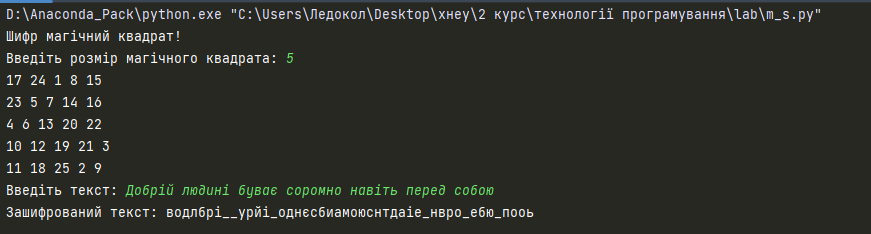 D:\Anaconda_Pack\python.exe "C:\Users\Ледокол\Desktop\хнеу\2 курс\технології програмування\lab\m_s.py"
Шифр магічний квадрат!
Введіть розмір магічного квадрата: 5
17 24 1 8 15
23 5 7 14 16
4 6 13 20 22
10 12 19 21 3
11 18 25 2 9
Введіть текст: Добрій людині буває соромно навіть перед собою
Зашифрований текст: водлбрі__урйі_однєсбиамоюснтдаіе_нвро_ебю_пооь